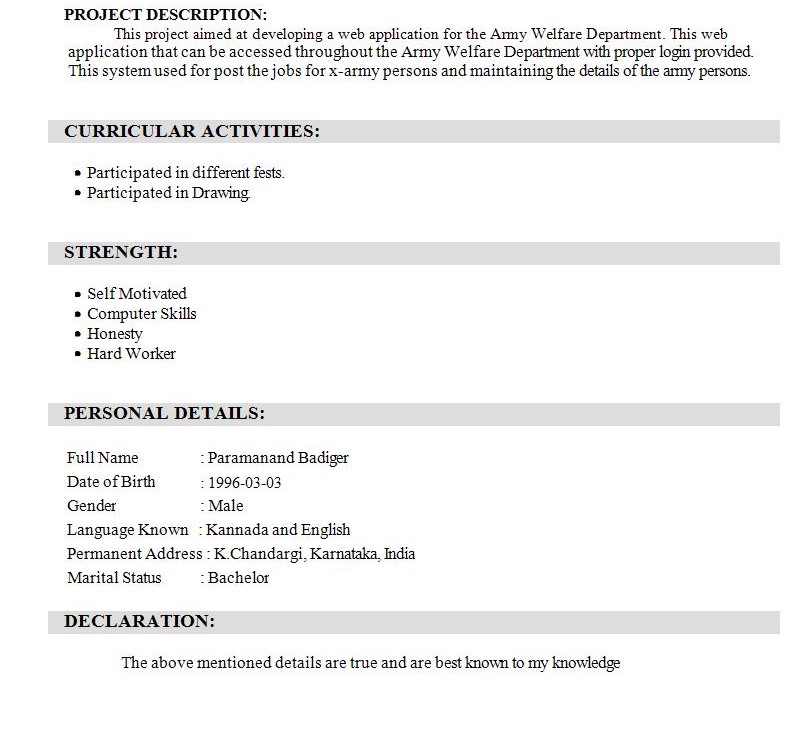 PROJECT DESCRIPTION:
This project aimed at developing a web application for the Army Welfare Department. This web
application that can be accessed throughout the Army Welfare Department with proper login provided.
This system used for post the jobs for x-army persons and maintaining the details of the army persons.
CURRICULAR ACTIVITIES:
• Participated in different fests.
• Participated in Drawing.
STRENGTH:
• Self Motivated
• Computer Skills
• Honesty
• Hard Worker
PERSONAL DETAILS:
Full Name : Paramanand Badiger
Date of Birth : 1996-03-03
Gender : Male
Language Known : Kannada and English
Permanent Address : K.Chandargi, Karnataka, India
Marital Status : Bachelor
DECLARATION:
The above mentioned details are true and are best known to my knowledge